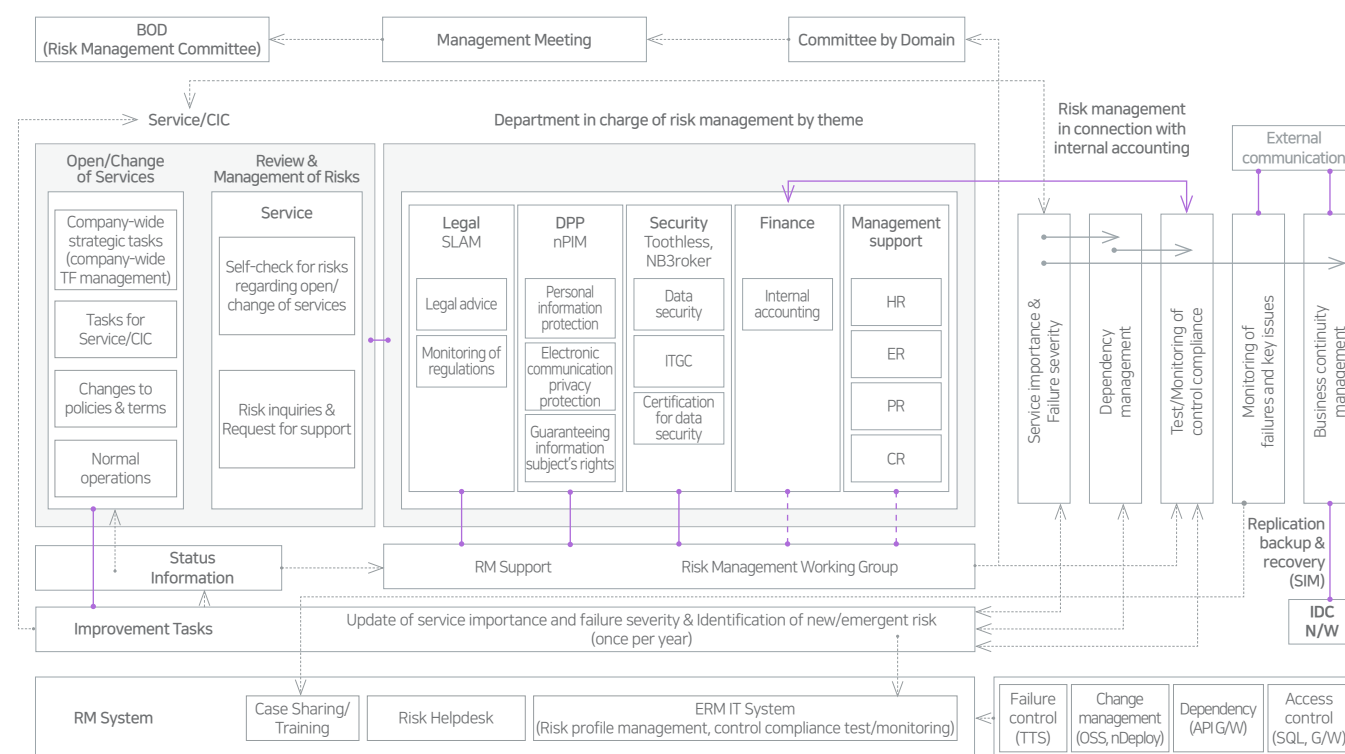 BOD
(Risk Management Committee)
Management Meeting
Committee by Domain
Service/CIC
Department in charge of risk management by theme
Risk management
in connection with
internal accounting
External
communication
Open/Change
of Services
Company-wide
strategic tasks
(company-wide
TF management)
Tasks for
Service/CIC
Changes to
policies & terms
Normal
operations
Review &
Management of Risks
Service
Self-check for risks
regarding open/
change of services
Risk inquiries &
Request for support
Legal
SLAM
Legal advice
Monitoring of
regulations
DPP
nPIM
Personal
information
protection
Electronic
communication
privacy
protection
Guaranteeing
information
subject's rights
Security
Toothless,
NB3roker
Data
security
ITGC
Certification
for data
security
Finance
Internal
accounting
Management
support
HR
ER
PR
CR
Service importance &
Failure severity
Dependency
management
Test/Monitoring of
control compliance
Monitoring of
failures and key issues
Business continuity
management
Status
Information
RM Support
Risk Management Working Group
Replication
backup &
recovery
(SIM)
IDC
N/W
Improvement Tasks
Update of service importance and failure severity & Identification of new/emergent risk
(once per year)
RM System
Case Sharing/
Training
Risk Helpdesk
ERM IT System
(Risk profile management, control compliance test/monitoring)
Failure
control
(TTS)
Change
management
(OSS, nDeploy)
Dependency
(API G/W)
Access
control
(SQL, G/W)